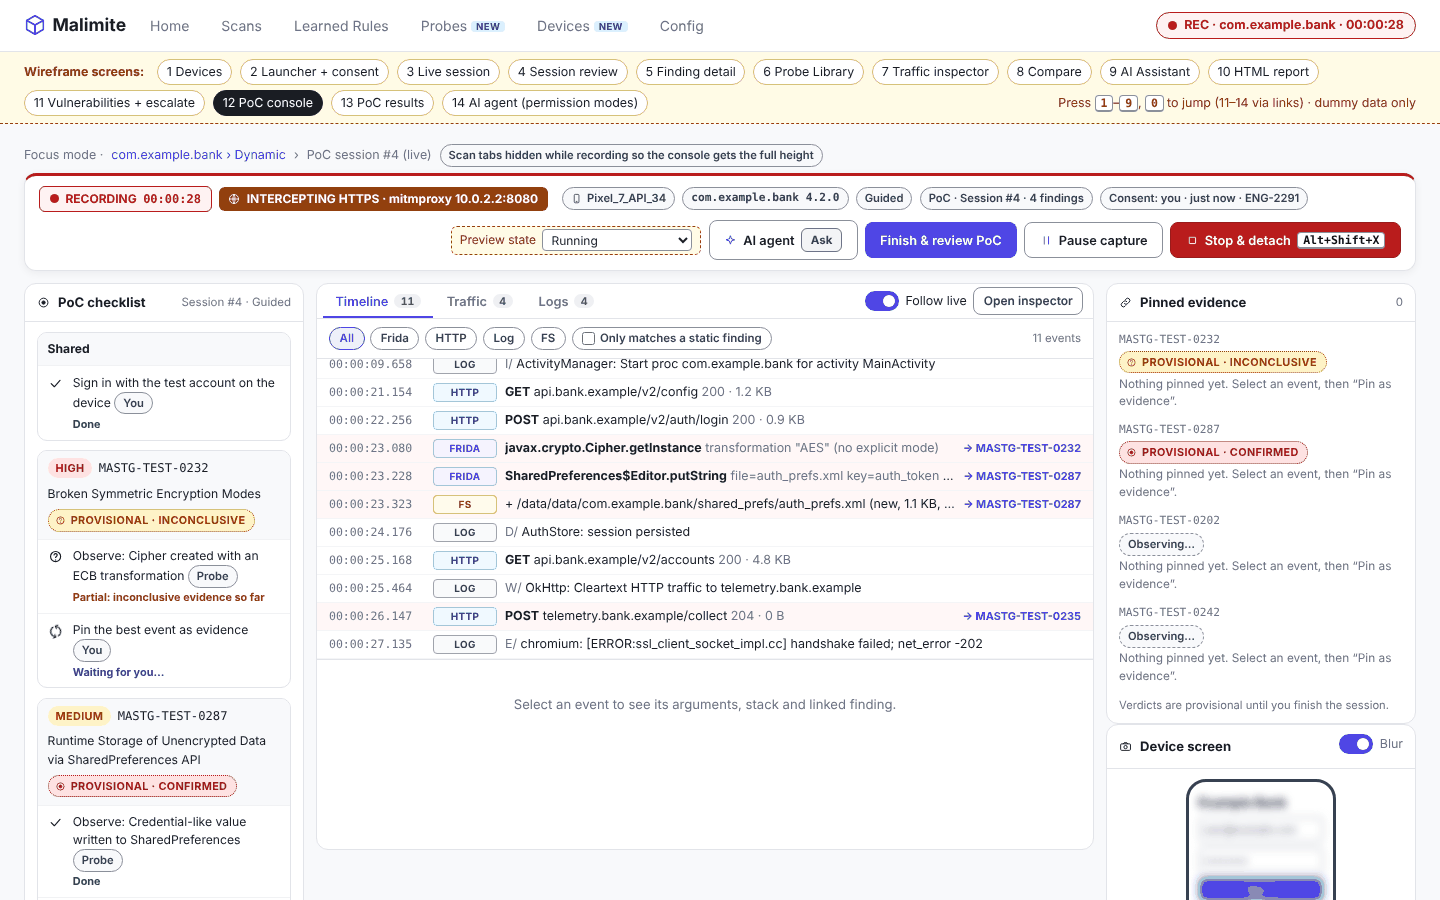 Malimite Home Scans Learned Rules Probes NEW Devices NEW Config REC · com.example.bank · 00:00:28
Wireframe screens: 1 Devices 2 Launcher + consent 3 Live session 4 Session review 5 Finding detail 6 Probe Library 7 Traffic inspector 8 Compare 9 AI Assistant 10 HTML report
11 Vulnerabilities + escalate 12 PoC console 13 PoC results 14 AI agent (permission modes) Press 1–9, 0 to jump (11–14 via links) · dummy data only
Focus mode · com.example.bank › Dynamic › PoC session #4 (live) Scan tabs hidden while recording so the console gets the full height
RECORDING 00:00:28 INTERCEPTING HTTPS · mitmproxy 10.0.2.2:8080 Pixel_7_API_34 com.example.bank 4.2.0 Guided PoC · Session #4 · 4 findings Consent: you · just now · ENG-2291
Preview state Running AI agent Ask Finish & review PoC Pause capture Stop & detach Alt+Shift+X
PoC checklist Session #4 · Guided
Shared
Sign in with the test account on the
device You
Done
HIGH MASTG-TEST-0232
Broken Symmetric Encryption Modes
PROVISIONAL · INCONCLUSIVE
Observe: Cipher created with an
ECB transformation Probe
Partial: inconclusive evidence so far
Pin the best event as evidence
You
Waiting for you…
MEDIUM MASTG-TEST-0287
Runtime Storage of Unencrypted Data
via SharedPreferences API
PROVISIONAL · CONFIRMED
Observe: Credential-like value
written to SharedPreferences
Probe
Done
Timeline 11 Traffic 4 Logs 4 Follow live Open inspector
All Frida HTTP Log FS Only matches a static finding 11 events
00:00:09.658 LOG I/ ActivityManager: Start proc com.example.bank for activity MainActivity
00:00:21.154 HTTP GET api.bank.example/v2/config 200 · 1.2 KB
00:00:22.256 HTTP POST api.bank.example/v2/auth/login 200 · 0.9 KB
00:00:23.080 FRIDA javax.crypto.Cipher.getInstance transformation "AES" (no explicit mode) → MASTG-TEST-0232
00:00:23.228 FRIDA SharedPreferences$Editor.putString file=auth_prefs.xml key=auth_token … → MASTG-TEST-0287
00:00:23.323 FS + /data/data/com.example.bank/shared_prefs/auth_prefs.xml (new, 1.1 KB, … → MASTG-TEST-0287
00:00:24.176 LOG D/ AuthStore: session persisted
00:00:25.168 HTTP GET api.bank.example/v2/accounts 200 · 4.8 KB
00:00:25.464 LOG W/ OkHttp: Cleartext HTTP traffic to telemetry.bank.example
00:00:26.147 HTTP POST telemetry.bank.example/collect 204 · 0 B → MASTG-TEST-0235
00:00:27.135 LOG E/ chromium: [ERROR:ssl_client_socket_impl.cc] handshake failed; net_error -202
Select an event to see its arguments, stack and linked finding.
Pinned evidence 0
MASTG-TEST-0232
PROVISIONAL · INCONCLUSIVE
Nothing pinned yet. Select an event, then “Pin as
evidence”.
MASTG-TEST-0287
PROVISIONAL · CONFIRMED
Nothing pinned yet. Select an event, then “Pin as
evidence”.
MASTG-TEST-0202
Observing…
Nothing pinned yet. Select an event, then “Pin as
evidence”.
MASTG-TEST-0242
Observing…
Nothing pinned yet. Select an event, then “Pin as
evidence”.
Verdicts are provisional until you finish the session.
Device screen Blur